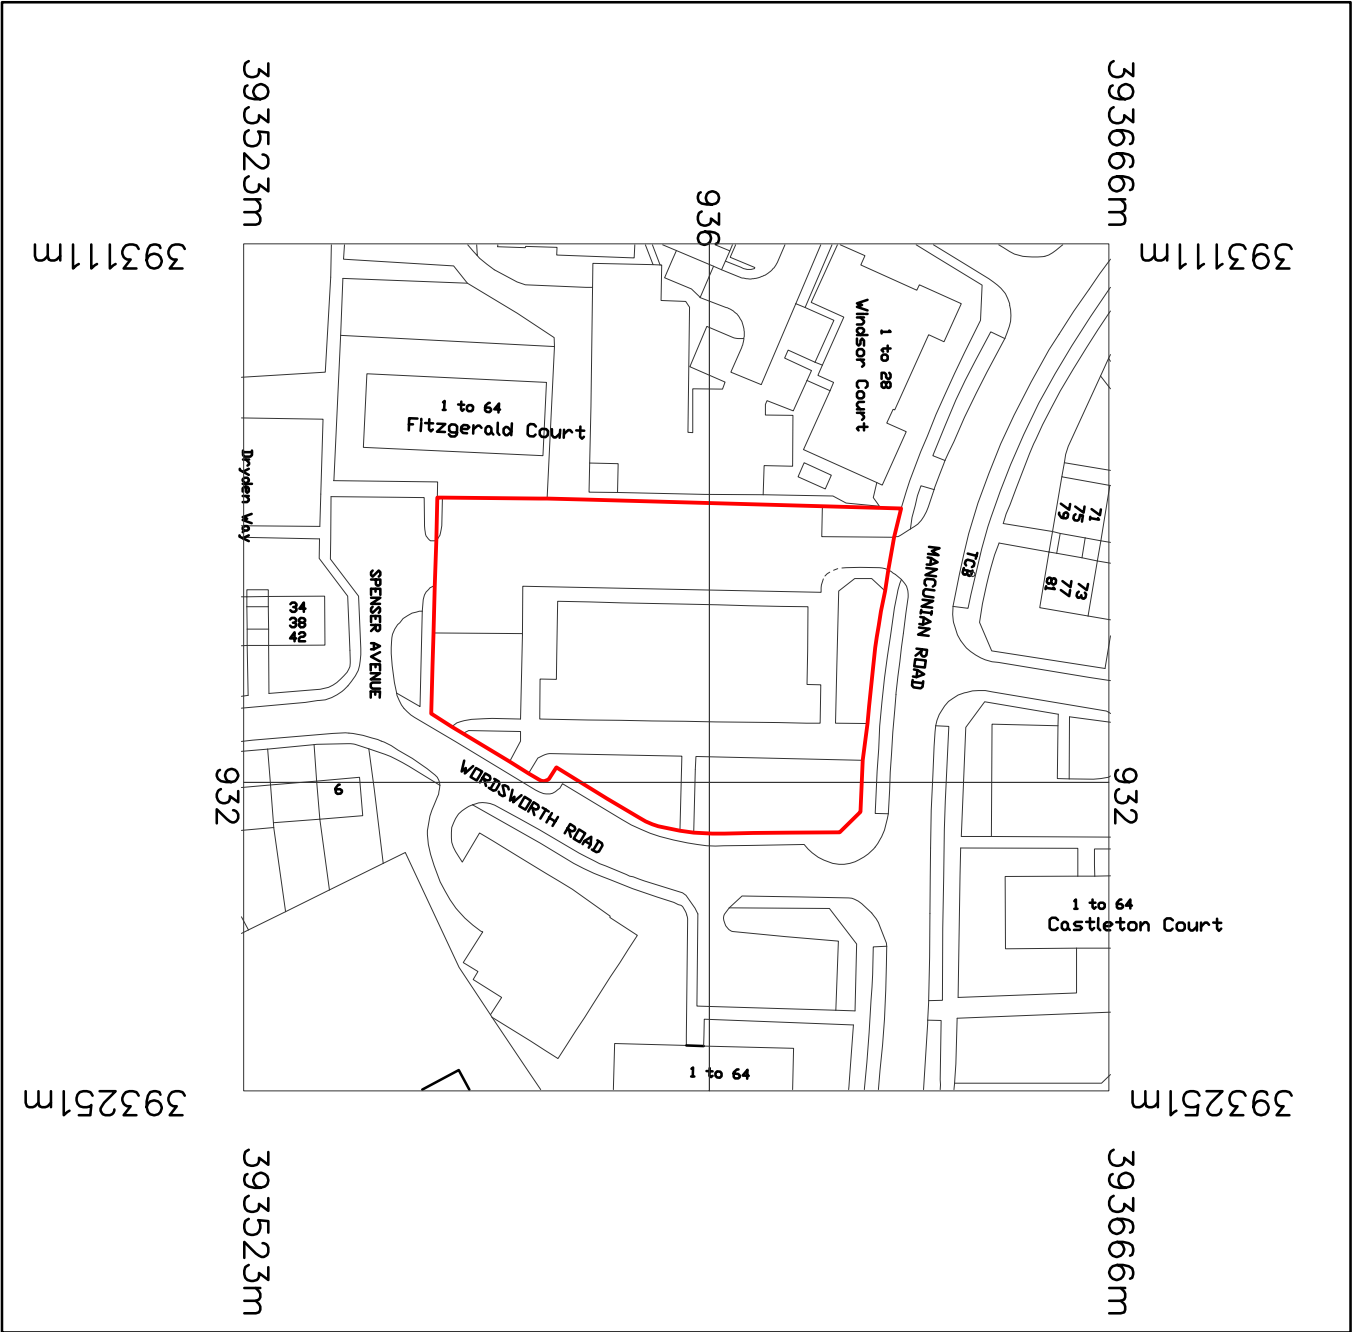 393523m
393666m
936
393111m
393111m
1 to 28
Windsor Court
1 to 64
Fitzgerald Court
Dryden Way
71
75
79
TCB
73
77
81
MANCUNIAN ROAD
SPENSER AVENUE
34
38
42
932
932
6
WORDSWORTH ROAD
1 to 64
Castleton Court
1 to 64
393251m
393251m
393523m
393666m